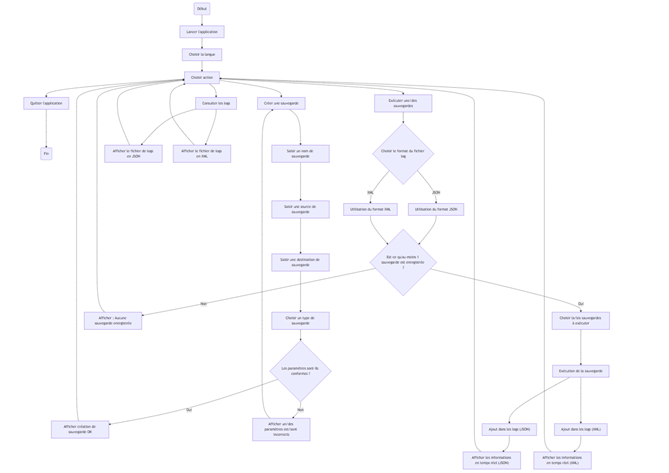 Début
Lancer l'application
Choisir la langue
Choisir action
Quitter l'application
Consulter les logs
Créer une sauvegarde
Exécuter une des
sauvegardes
Fin
Afficher le fichier de logs
en JSON
Afficher le fichier de logs
en XML
Saisir un nom de
sauvegarde
Choisir le format du fichier
log
XML
JSON
Saisir une source de
sauvegarde
Utilisation du format XML
Utilisation du format JSON
Saisir une destination de
sauvegarde
Est-ce qu'au moins 1
sauvegarde est enregistrée
?
Non
Oui
Afficher : Aucune
sauvegarde enregistrée
Choisir un type de
sauvegarde
Choisir la/les sauvegardes
à exécuter
Les paramètres sont-ils
conformes ?
Exécution de la sauvegarde
Oui
Non
Afficher création de
sauvegarde OK
Afficher un des
paramètres est/sont
incorrects
Ajout dans les logs (JSON)
Ajout dans les logs (XML)
Afficher les informations
en temps réel (JSON)
Afficher les informations
en temps réel (XML)